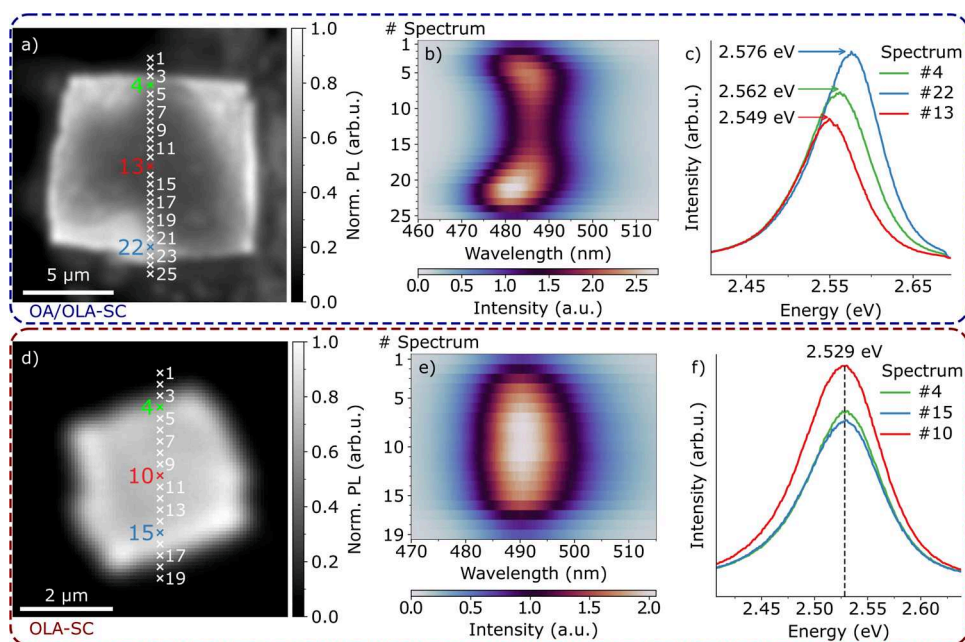 a)
1
3
4
5
7
9
11
13
15
17
19
21
22
23
25
5 μm
OA/OLA-SC
1.0
0.8
0.6
0.4
0.2
0.0
Norm. PL (arb.u.)
# Spectrum
b)
1
5
10
15
20
25
460 470 480 490 500 510
Wavelength (nm)
0.0 0.5 1.0 1.5 2.0 2.5
Intensity (a.u.)
c)
2.576 eV
2.562 eV
2.549 eV
Spectrum
#4
#22
#13
Intensity (arb.u.)
2.45 2.55 2.65
Energy (eV)
d)
1
3
4
5
7
9
10
11
13
15
17
19
2 μm
OLA-SC
1.0
0.8
0.6
0.4
0.2
0.0
Norm. PL (arb.u.)
# Spectrum
e)
1
5
10
15
19
470 480 490 500 510
Wavelength (nm)
0.0 0.5 1.0 1.5 2.0
Intensity (a.u.)
2.529 eV
f)
Spectrum
#4
#15
#10
Intensity (arb.u.)
2.45 2.50 2.55 2.60
Energy (eV)